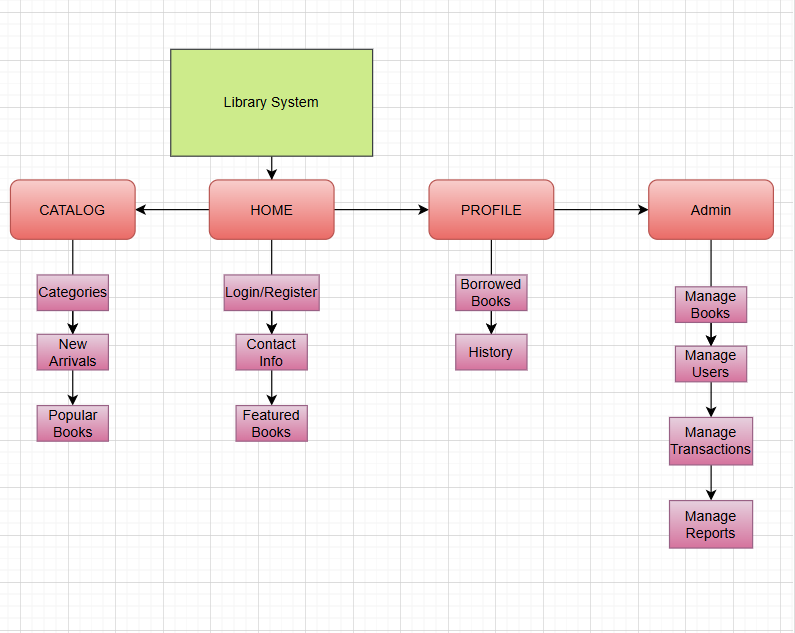 Library System
CATALOG
HOME
PROFILE
Admin
Categories
New
Arrivals
Popular
Books
Login/Register
Contact
Info
Featured
Books
Borrowed
Books
History
Manage
Books
Manage
Users
Manage
Transactions
Manage
Reports